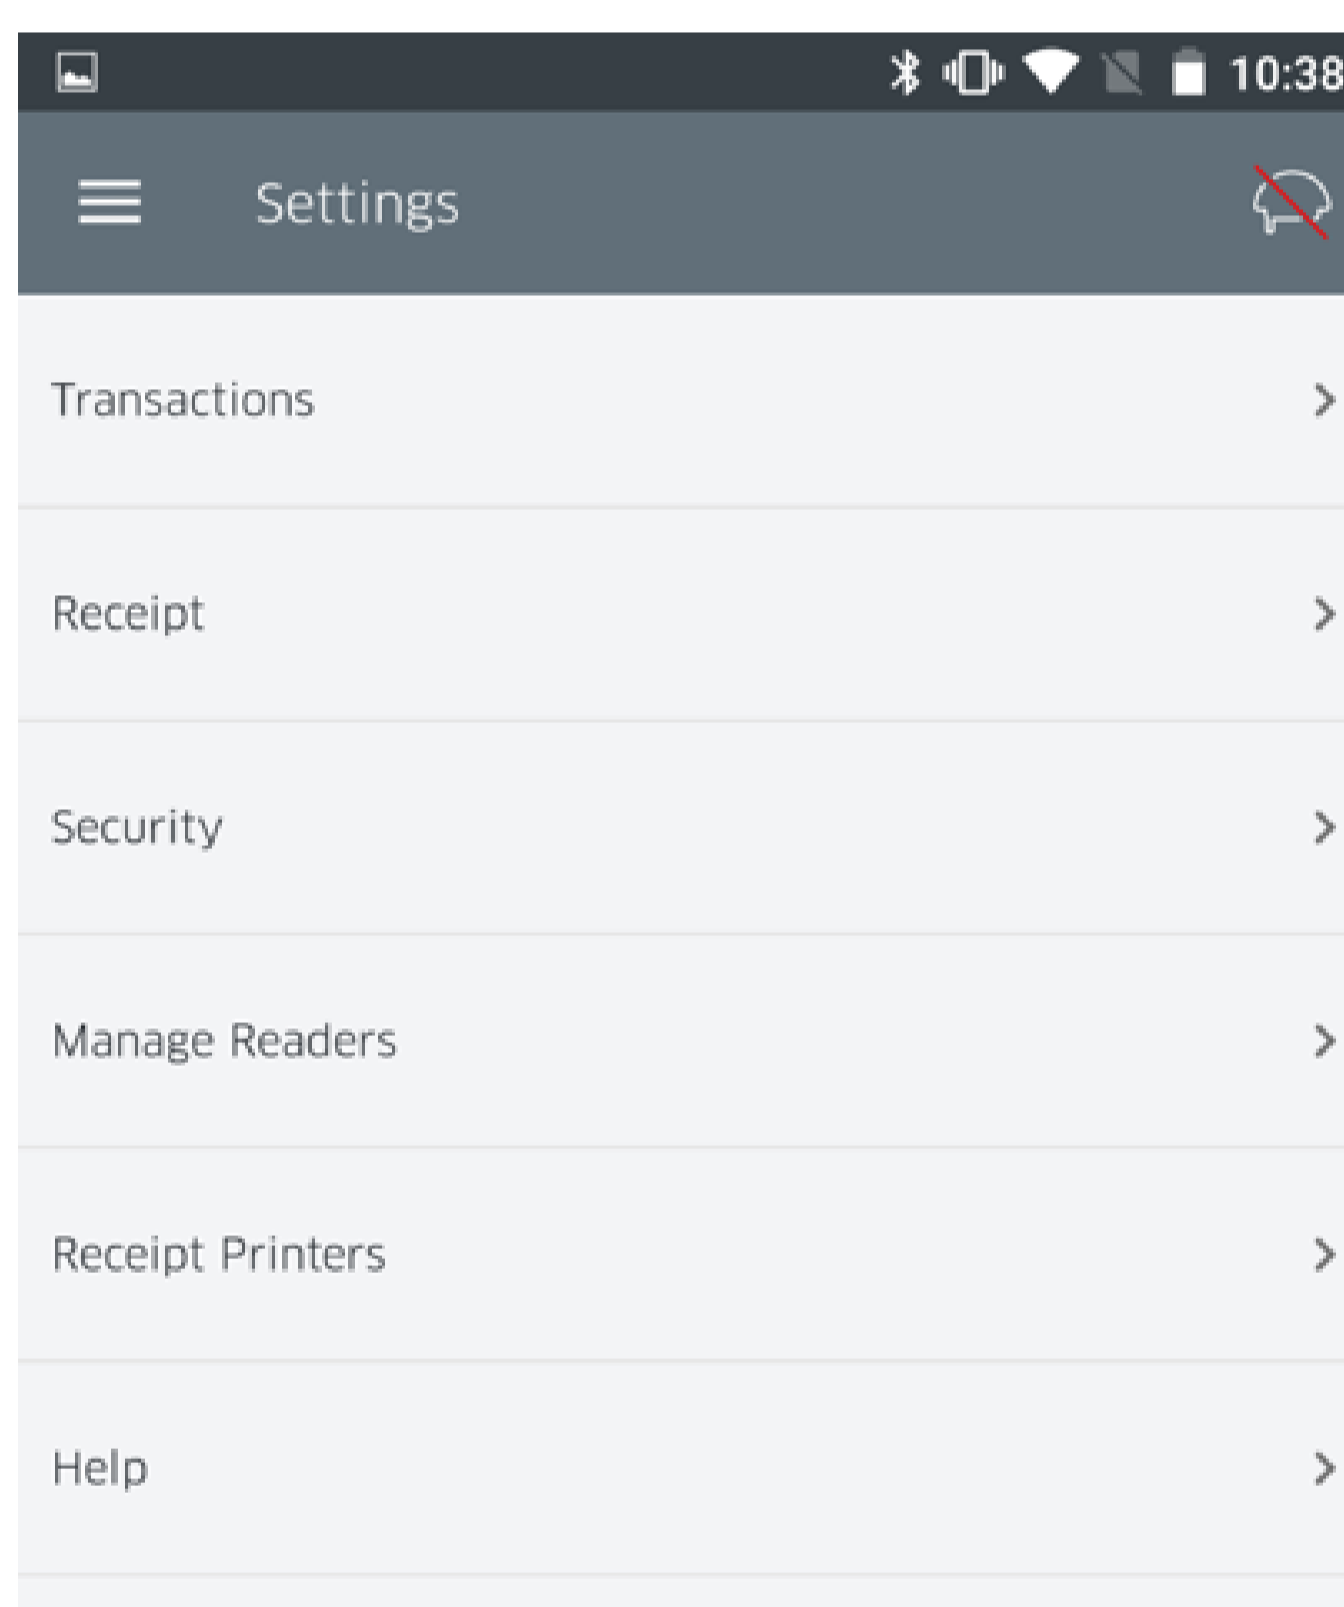 10:38
Settings
Transactions
Receipt
Security
Manage Readers
Receipt Printers
Help